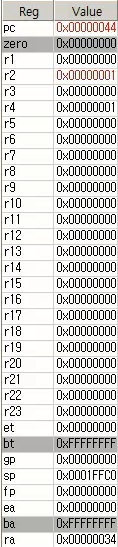 Reg Value
pc 0x00000044
zero 0x00000000
r1 0x00000000
r2 0x00000001
r3 0x00000000
r4 0x00000001
r5 0x00000000
r6 0x00000000
r7 0x00000000
r8 0x00000000
r9 0x00000000
r10 0x00000000
r11 0x00000000
r12 0x00000000
r13 0x00000000
r14 0x00000000
r15 0x00000000
r16 0x00000000
r17 0x00000000
r18 0x00000000
r19 0x00000000
r20 0x00000000
r21 0x00000000
r22 0x00000000
r23 0x00000000
et 0x00000000
bt 0xFFFFFFFF
gp 0x00000000
sp 0x0001FFC0
fp 0x00000000
ea 0x00000000
ba 0xFFFFFFFF
ra 0x00000034